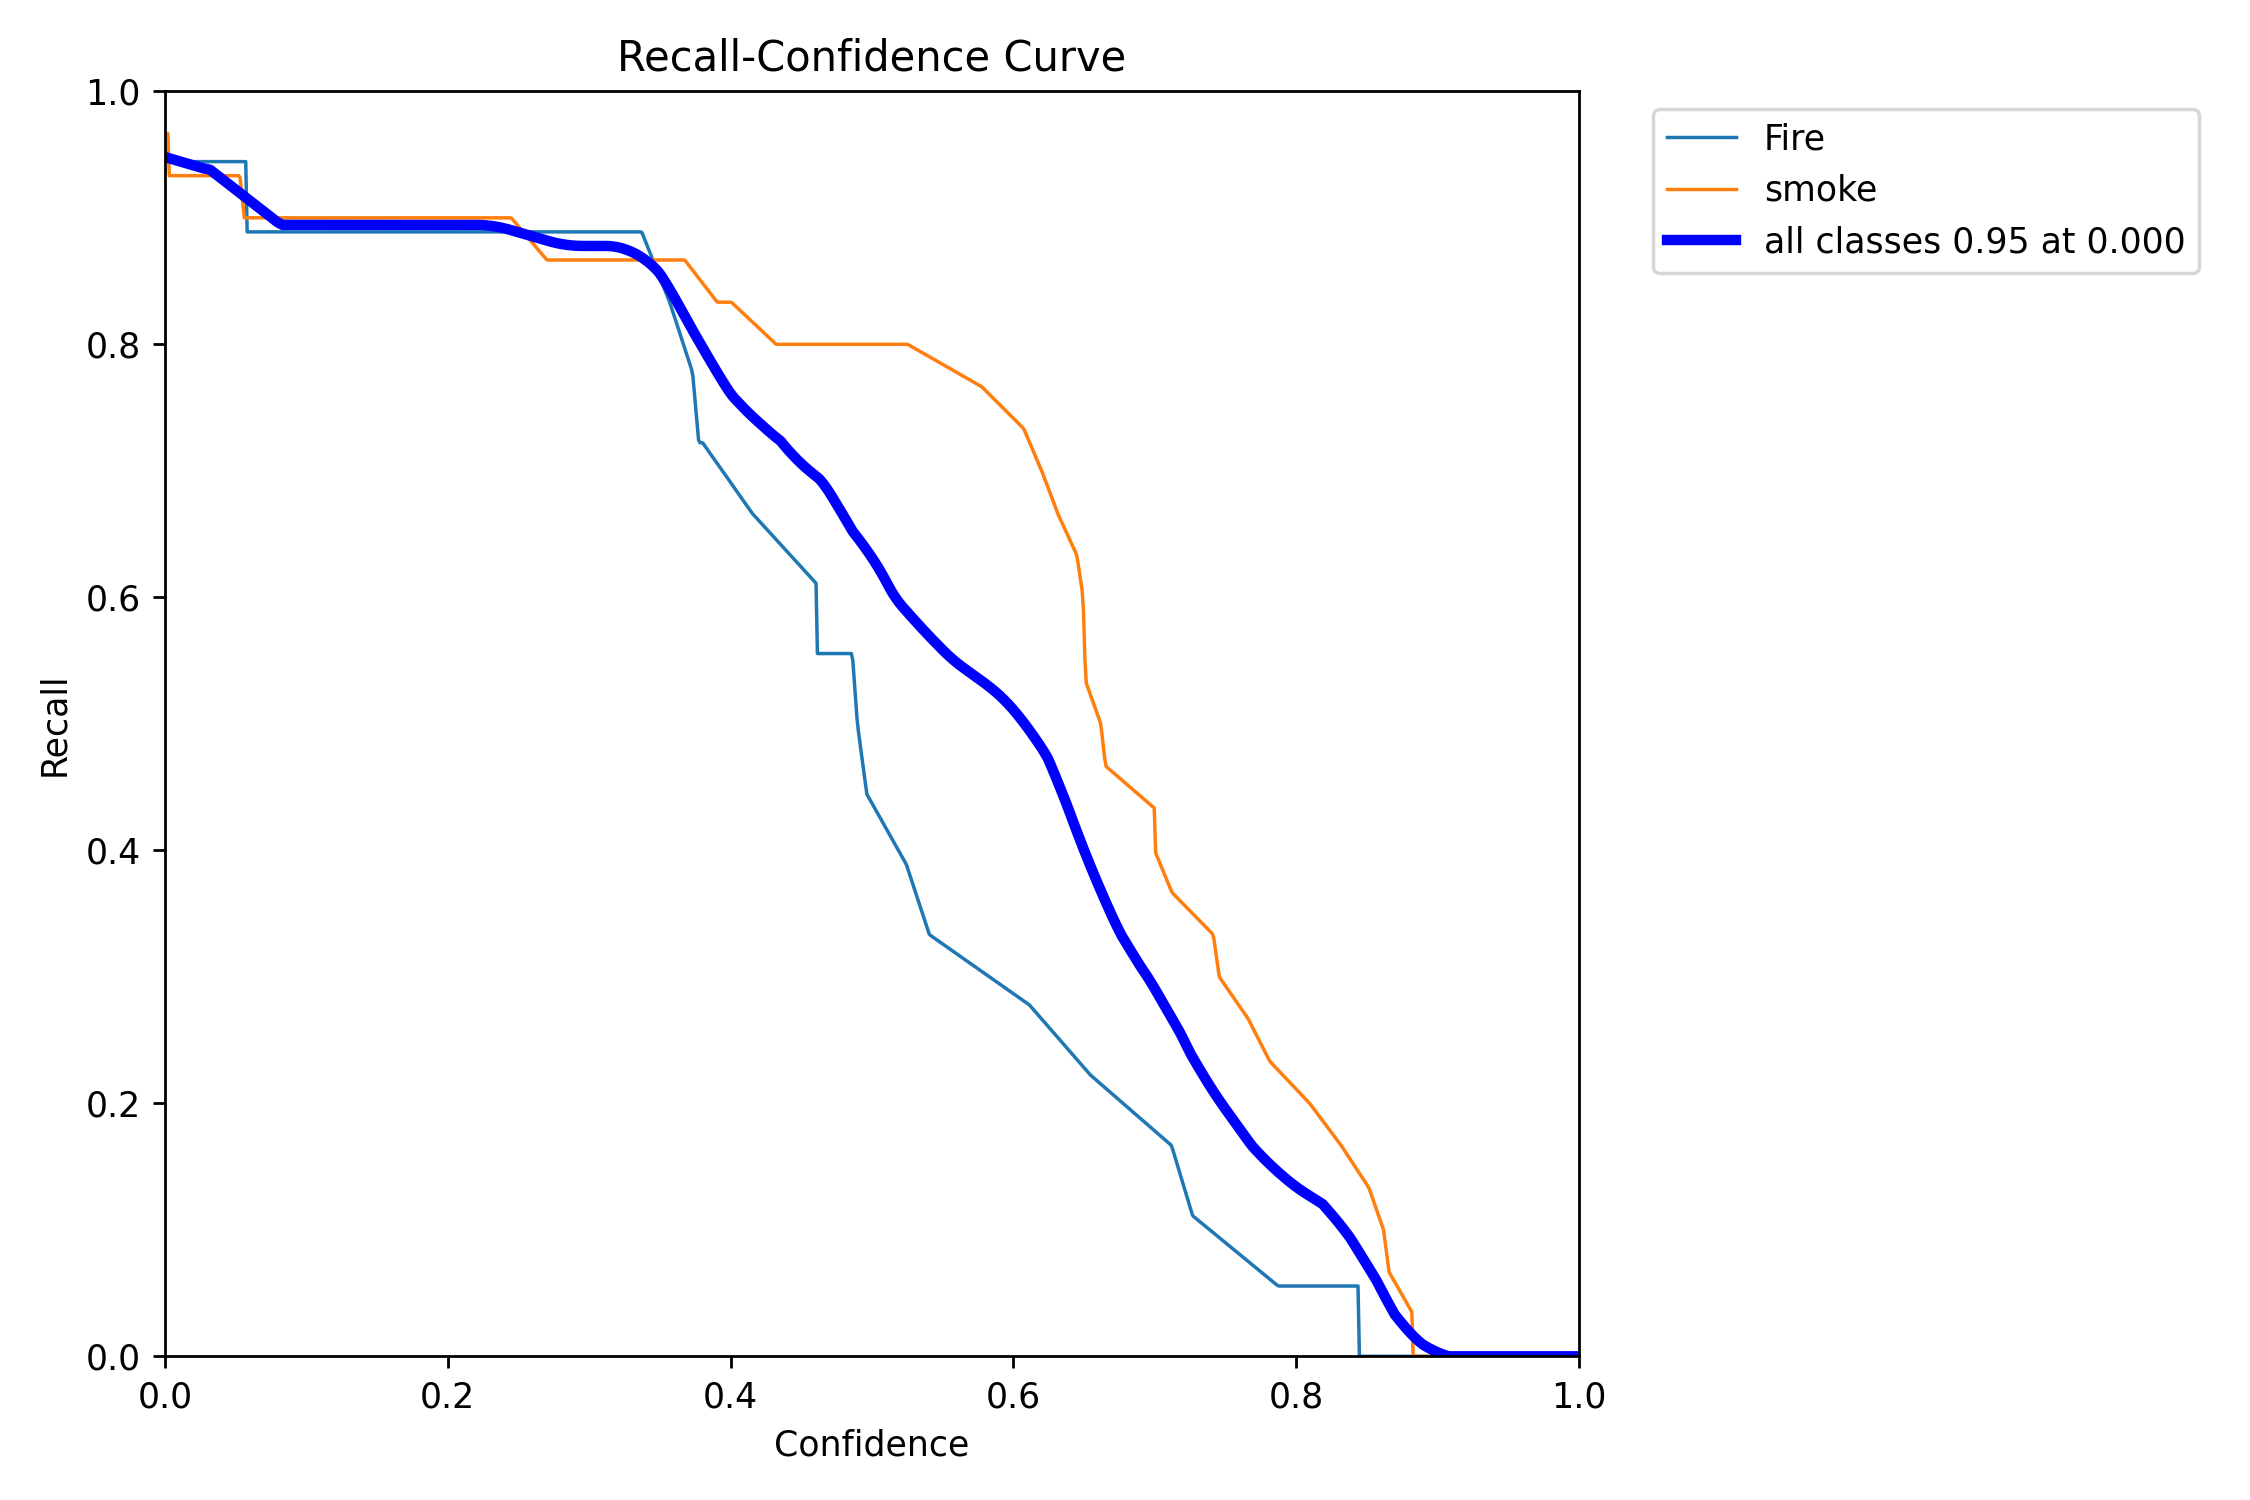 Recall-Confidence Curve
Fire
smoke
all classes 0.95 at 0.000
1.0
0.8
0.6
0.4
0.2
0.0
Recall
0.0 0.2 0.4 0.6 0.8 1.0
Confidence